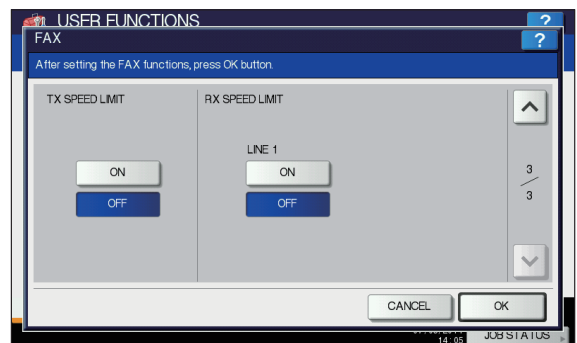 USER FUNCTIONS
?
FAX
?
After setting the FAX functions, press OK button.
TX SPEED LIMIT
RX SPEED LIMIT
LINE 1
ON
ON
OFF
OFF
3
3
CANCEL
OK
14:05
JOB STATUS